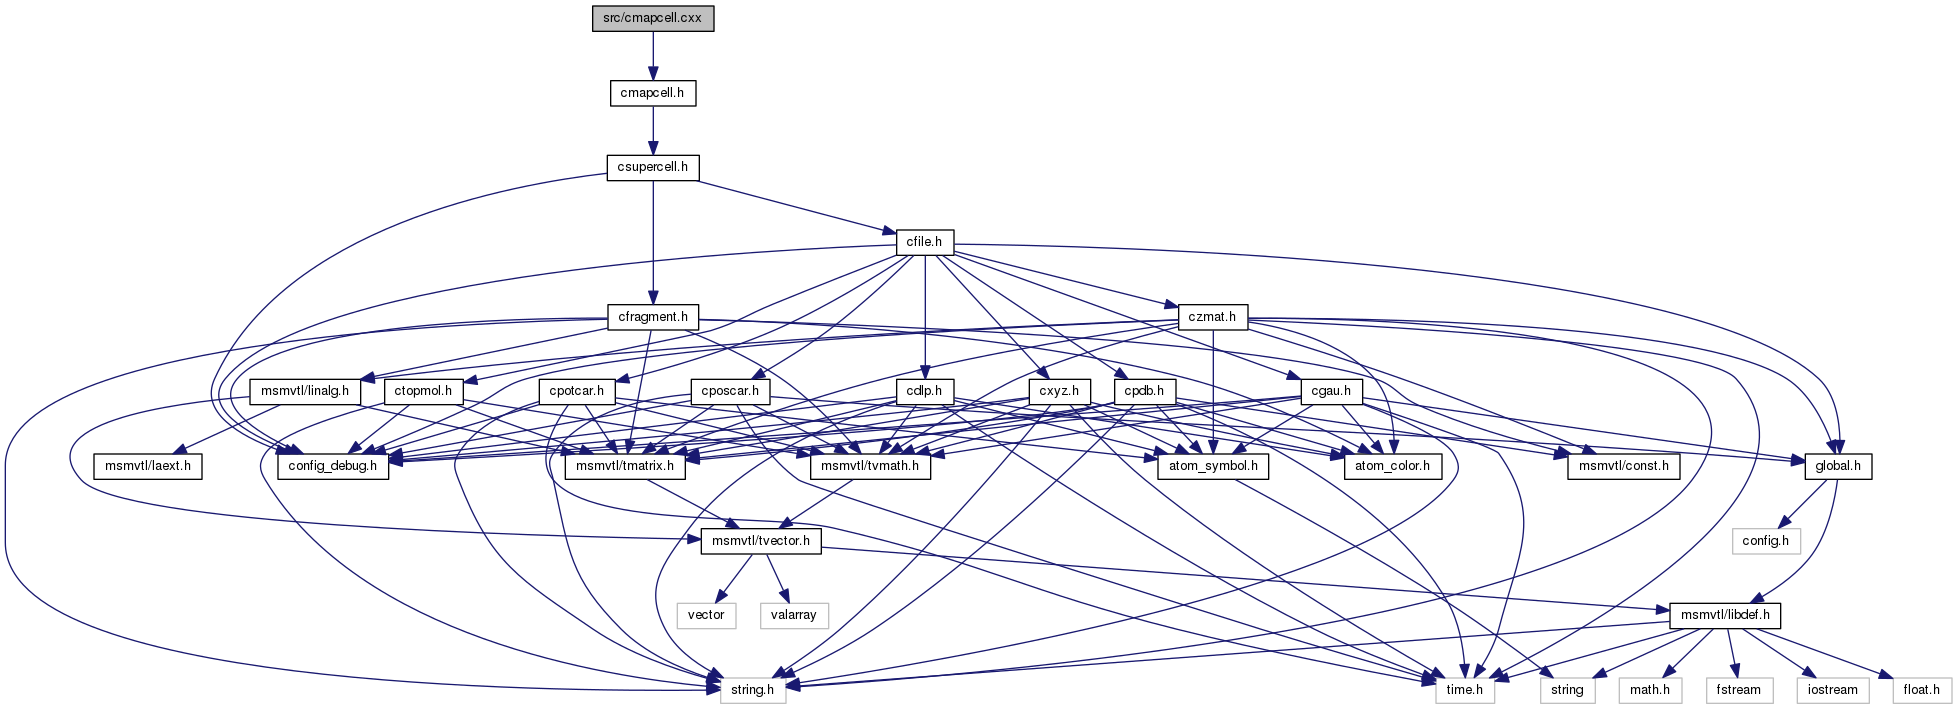 src/cmapcell.cxx
cmapcell.h
csupercell.h
cfile.h
cfragment.h
czmat.h
msmvtl/linalg.h
ctopmol.h
cpotcar.h
cposcar.h
cdlp.h
cxyz.h
cpdb.h
cgau.h
msmvtl/laext.h
config_debug.h
msmvtl/tmatrix.h
msmvtl/tvmath.h
atom_symbol.h
atom_color.h
msmvtl/const.h
global.h
msmvtl/tvector.h
config.h
vector
valarray
msmvtl/libdef.h
string.h
time.h
string
math.h
fstream
iostream
float.h